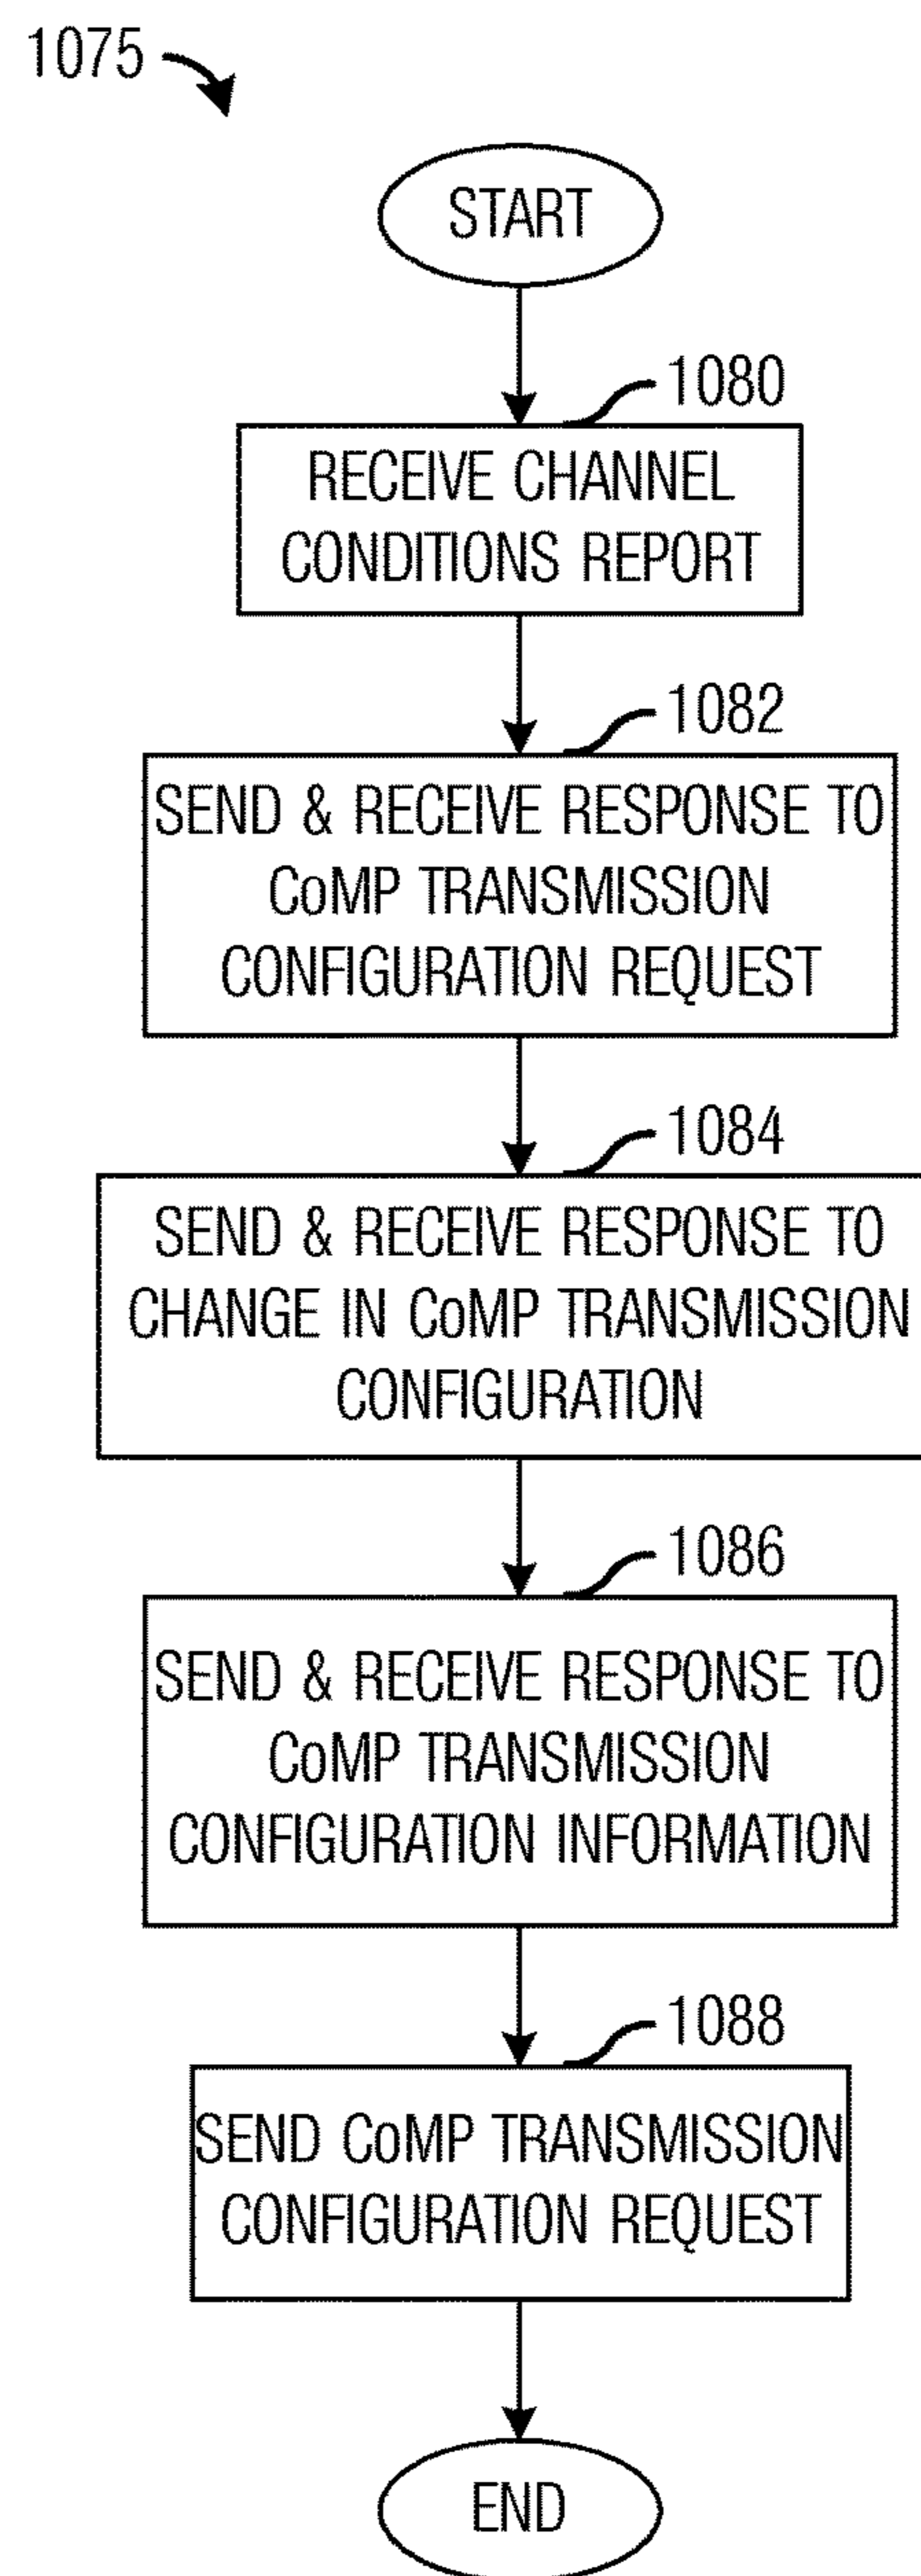 1075
START
1080
RECEIVE CHANNEL
CONDITIONS REPORT
1082
SEND & RECEIVE RESPONSE TO
CoMP TRANSMISSION
CONFIGURATION REQUEST
1084
SEND & RECEIVE RESPONSE TO
CHANGE IN CoMP TRANSMISSION
CONFIGURATION
1086
SEND & RECEIVE RESPONSE TO
CoMP TRANSMISSION
CONFIGURATION INFORMATION
1088
SEND CoMP TRANSMISSION
CONFIGURATION REQUEST
END